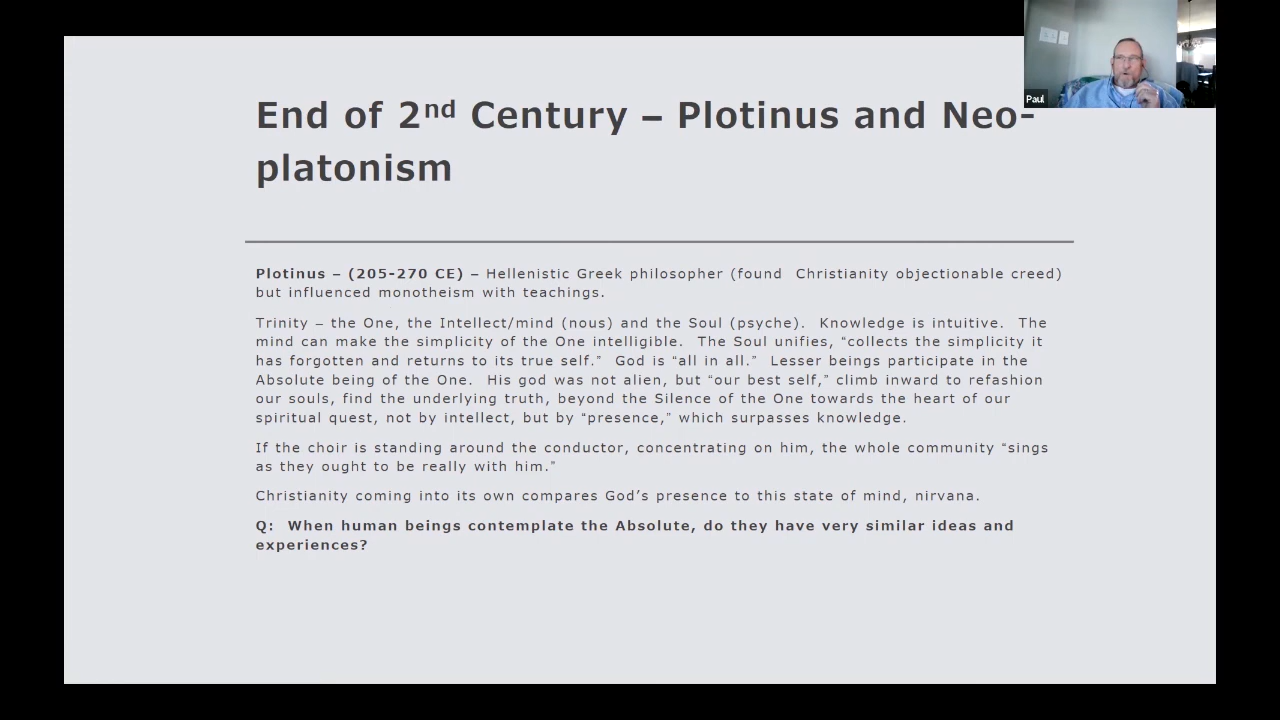 End of 2nd Century – Plotinus and Neo-
platonism
Paul
Plotinus – (205-270 CE) – Hellenistic Greek philosopher (found  Christianity objectionable creed)
but influenced monotheism with teachings.
Trinity – the One, the Intellect/mind (nous) and the Soul (psyche).  Knowledge is intuitive.  The
mind can make the simplicity of the One intelligible.  The Soul unifies, “collects the simplicity it
has forgotten and returns to its true self.”  God is “all in all.”  Lesser beings participate in the
Absolute being of the One.  His god was not alien, but “our best self,” climb inward to refashion
our souls, find the underlying truth, beyond the Silence of the One towards the heart of our
spiritual quest, not by intellect, but by “presence,” which surpasses knowledge.
If the choir is standing around the conductor, concentrating on him, the whole community “sings
as they ought to be really with him.”
Christianity coming into its own compares God’s presence to this state of mind, nirvana.
Q:  When human beings contemplate the Absolute, do they have very similar ideas and
experiences?